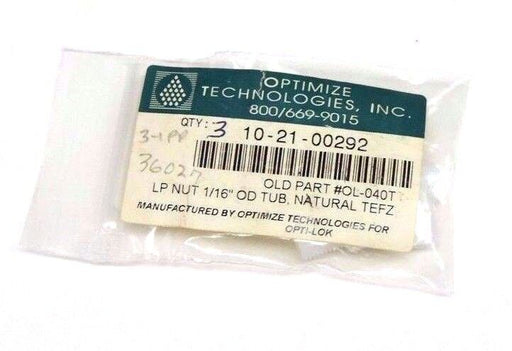 OPTIMIZE
TECHNOLOGIES, INC.
800/669-9015
QTY: 3 10-21-00292
3-1PP
36027
OLD PART #OL-040T
LP NUT 1/16" OD TUB, NATURAL TEFZ
MANUFACTURED BY OPTIMIZE TECHNOLOGIES FOR
OPTI-LOK